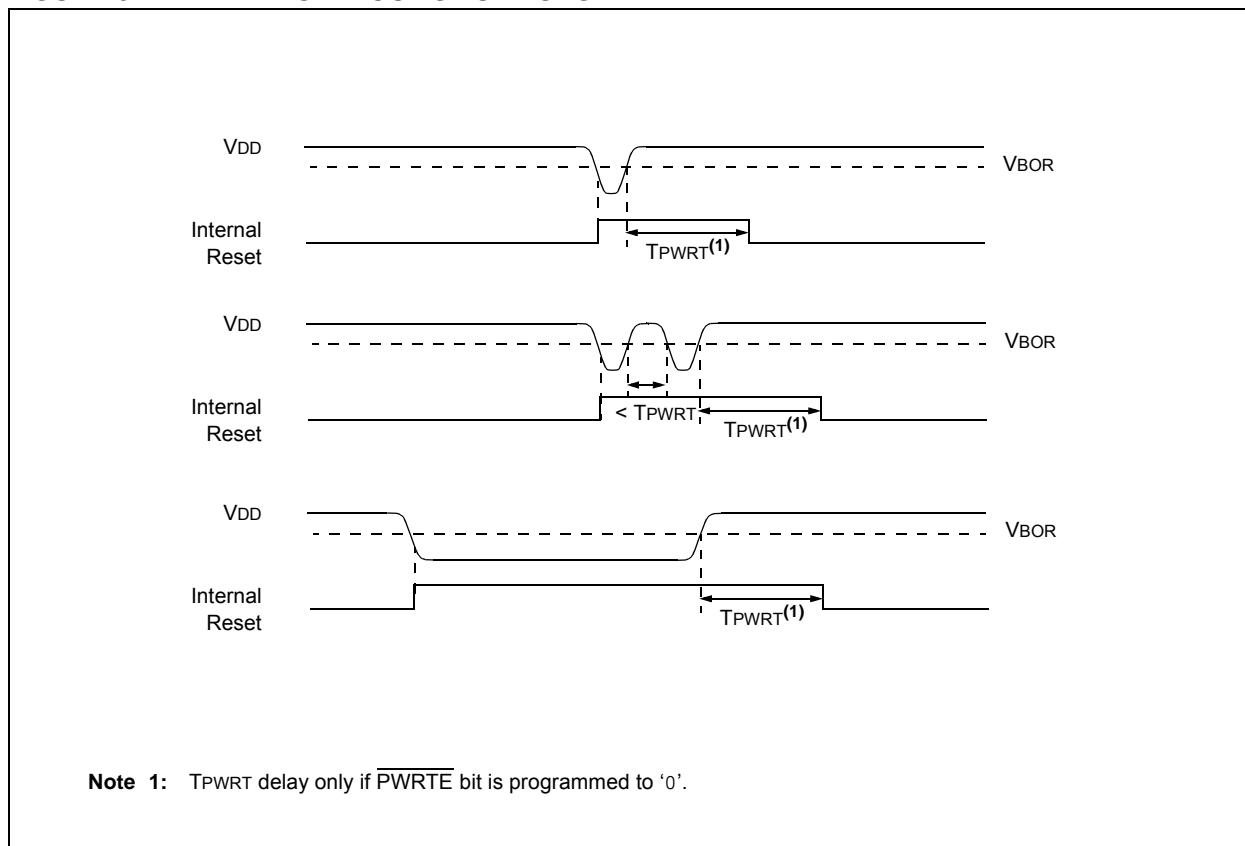 VDD
VBOR
Internal
Reset
TPWRT(1)
VDD
VBOR
Internal
Reset
< TPWRT
TPWRT(1)
VDD
VBOR
Internal
Reset
TPWRT(1)
Note 1: TPWRT delay only if PWRTE bit is programmed to ‘0’.